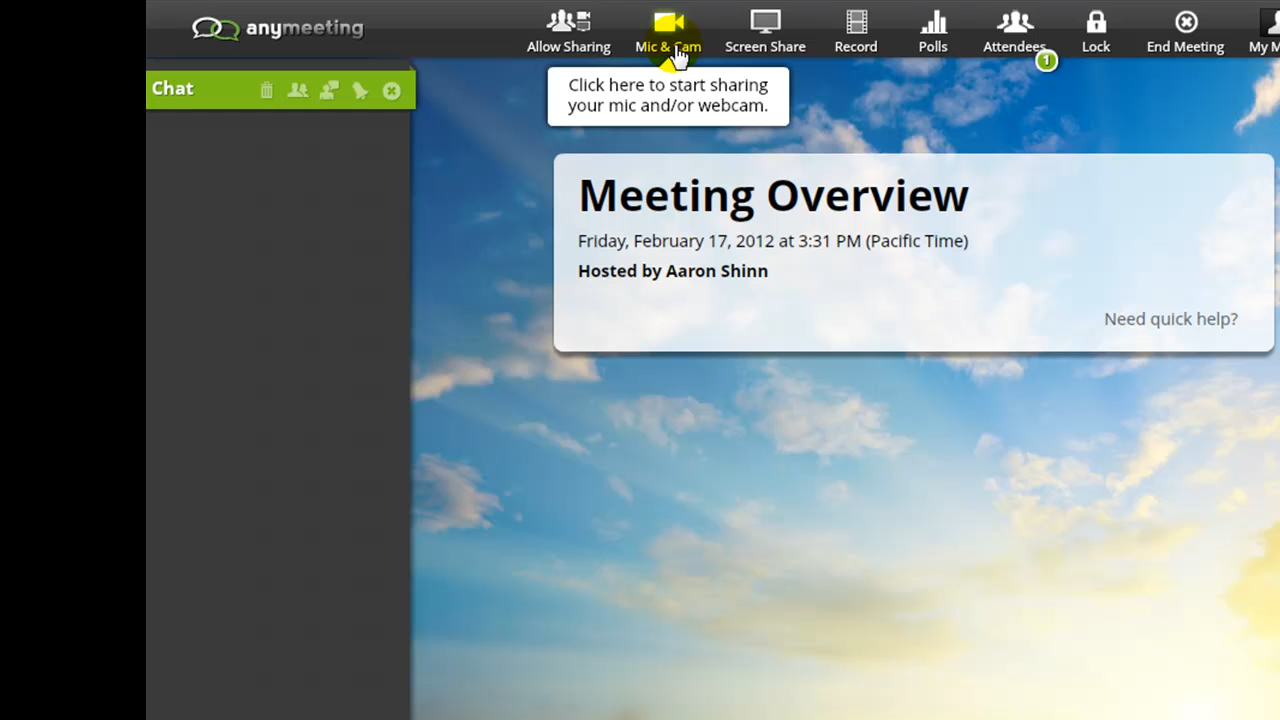 anymeeting
Allow Sharing
Mic & Cam
Screen Share
Record
Polls
Attendees
1
Lock
End Meeting
My M
Chat
Click here to start sharing
your mic and/or webcam.
Meeting Overview
Friday, February 17, 2012 at 3:31 PM (Pacific Time)
Hosted by Aaron Shinn
Need quick help?